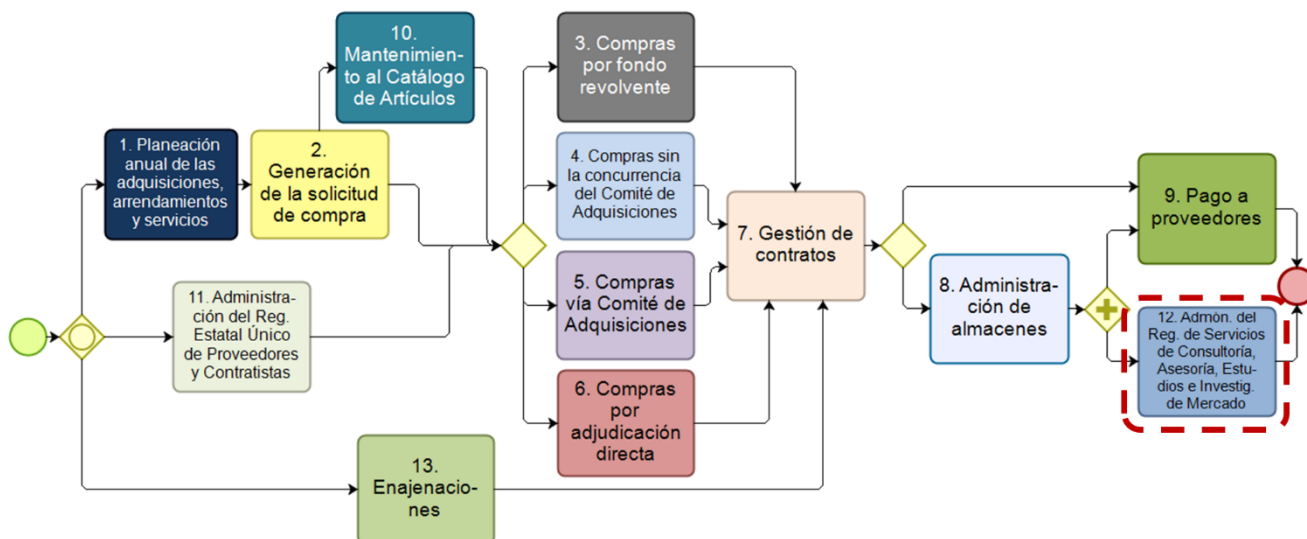 10.
Mantenimien-
to al Catálogo
de Artículos
3. Compras
por fondo
revolvente
1. Planeación
anual de las
adquisiciones,
arrendamientos
y servicios
2.
Generación
de la solicitud
de compra
4. Compras sin
la concurrencia
del Comité de
Adquisiciones
9. Pago a
proveedores
7. Gestión de
contratos
11. Administra-
ción del Reg.
Estatal Único
de Proveedores
y Contratistas
5. Compras
vía Comité de
Adquisiciones
8. Administra-
ción de
almacenes
12. Admòn. del
Reg. de Servicios
de Consultoría,
Asesoría, Estu-
dios e Investig.
de Mercado
6. Compras
por
adjudicación
directa
13.
Enajenacio-
nes